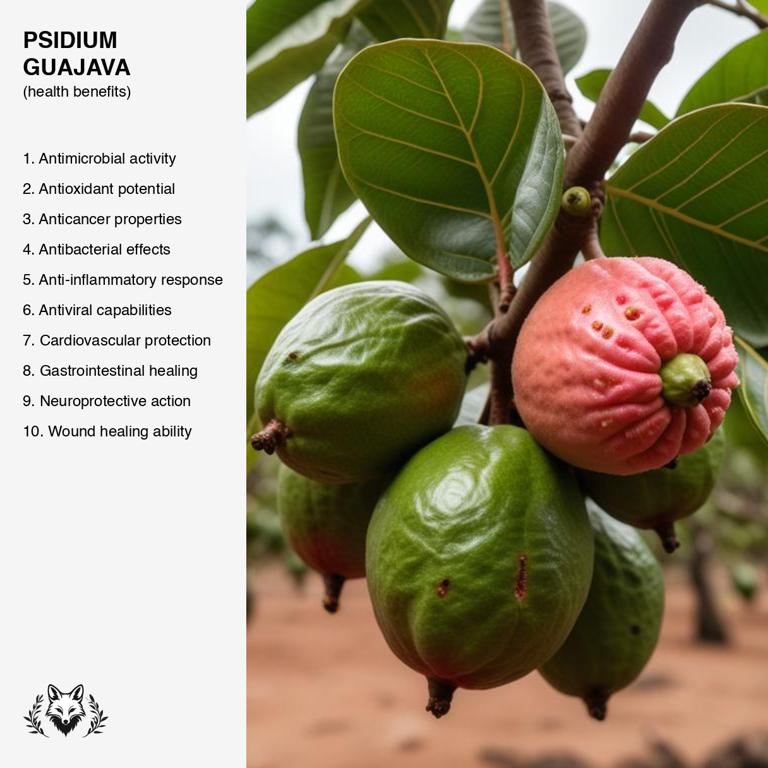 PSIDIUM
GUAJAVA
(health benefits)
1. Antimicrobial activity
2. Antioxidant potential
3. Anticancer properties
4. Antibacterial effects
5. Anti-inflammatory response
6. Antiviral capabilities
7. Cardiovascular protection
8. Gastrointestinal healing
9. Neuroprotective action
10. Wound healing ability